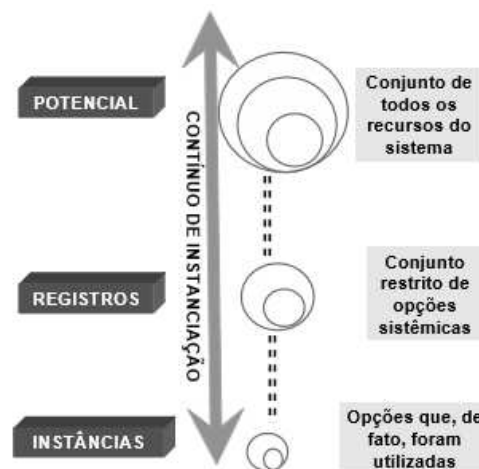 POTENCIAL
Conjunto de
todos os
recursos do
sistema
CONTÍNUO DE INSTANCIAÇÃO
REGISTROS
Conjunto
restrito de
opções
sistêmicas
INSTÂNCIAS
Opções que, de
fato, foram
utilizadas